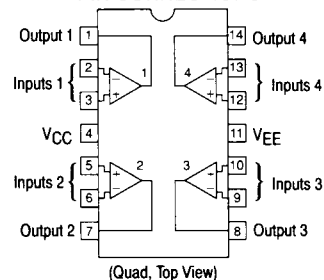 Output 1 1 14 Output 4
Inputs 1 2 - + 1 4 - + 13 Inputs 4
3 12
VCC 4 11 VEE
Inputs 2 5 + - 2 3 + - 10 Inputs 3
6 9
Output 2 7 8 Output 3
(Quad, Top View)